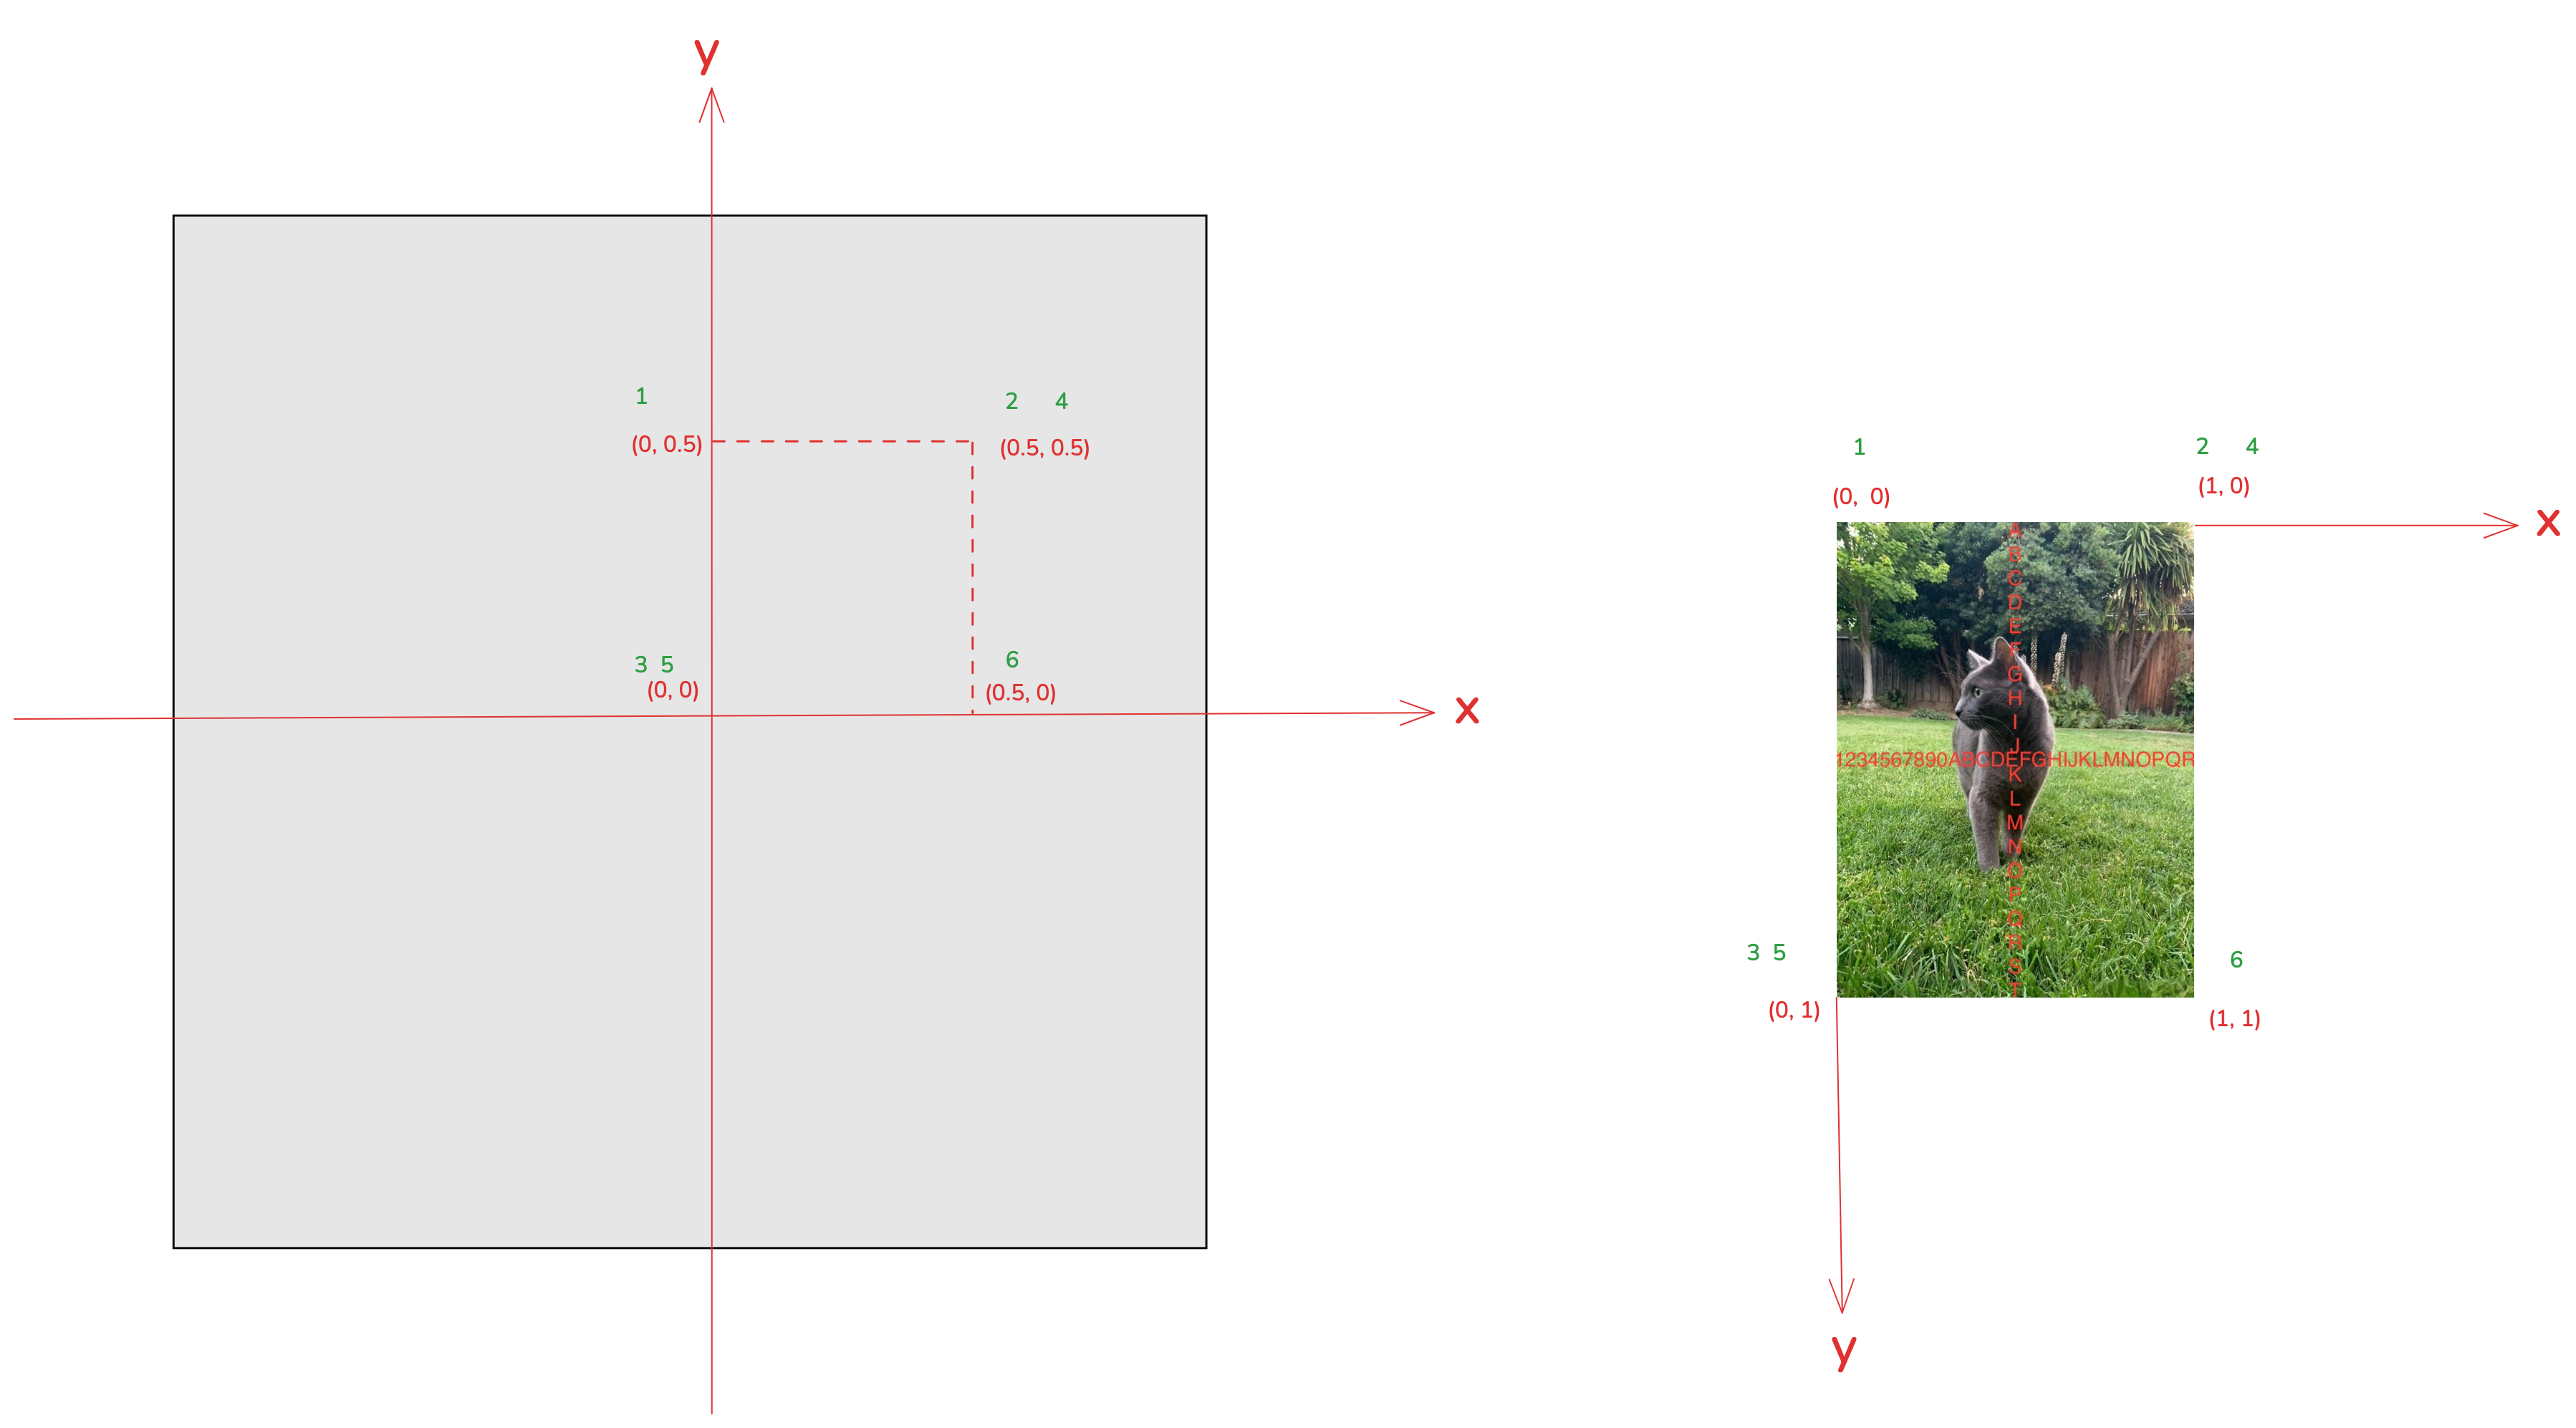 y
1
2 4
(0, 0.5)
(0.5, 0.5)
3 5
(0, 0)
6
(0.5, 0)
x
1
2 4
(0, 0)
(1, 0)
x
A
B
C
D
E
F
G
H
I
J
1234567890ABCDEFGHIJKLMNOPQR
K
L
M
N
O
P
Q
R
S
T
3 5
6
(0, 1)
(1, 1)
y